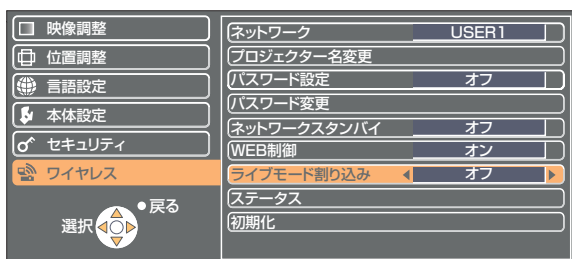 映像調整
位置調整
言語設定
本体設定
セキュリティ
ワイヤレス
戻る
選択
ネットワーク USER1
プロジェクター名変更
パスワード設定 オフ
パスワード変更
ネットワークスタンバイ オフ
WEB制御 オン
ライブモード割り込み オフ
ステータス
初期化